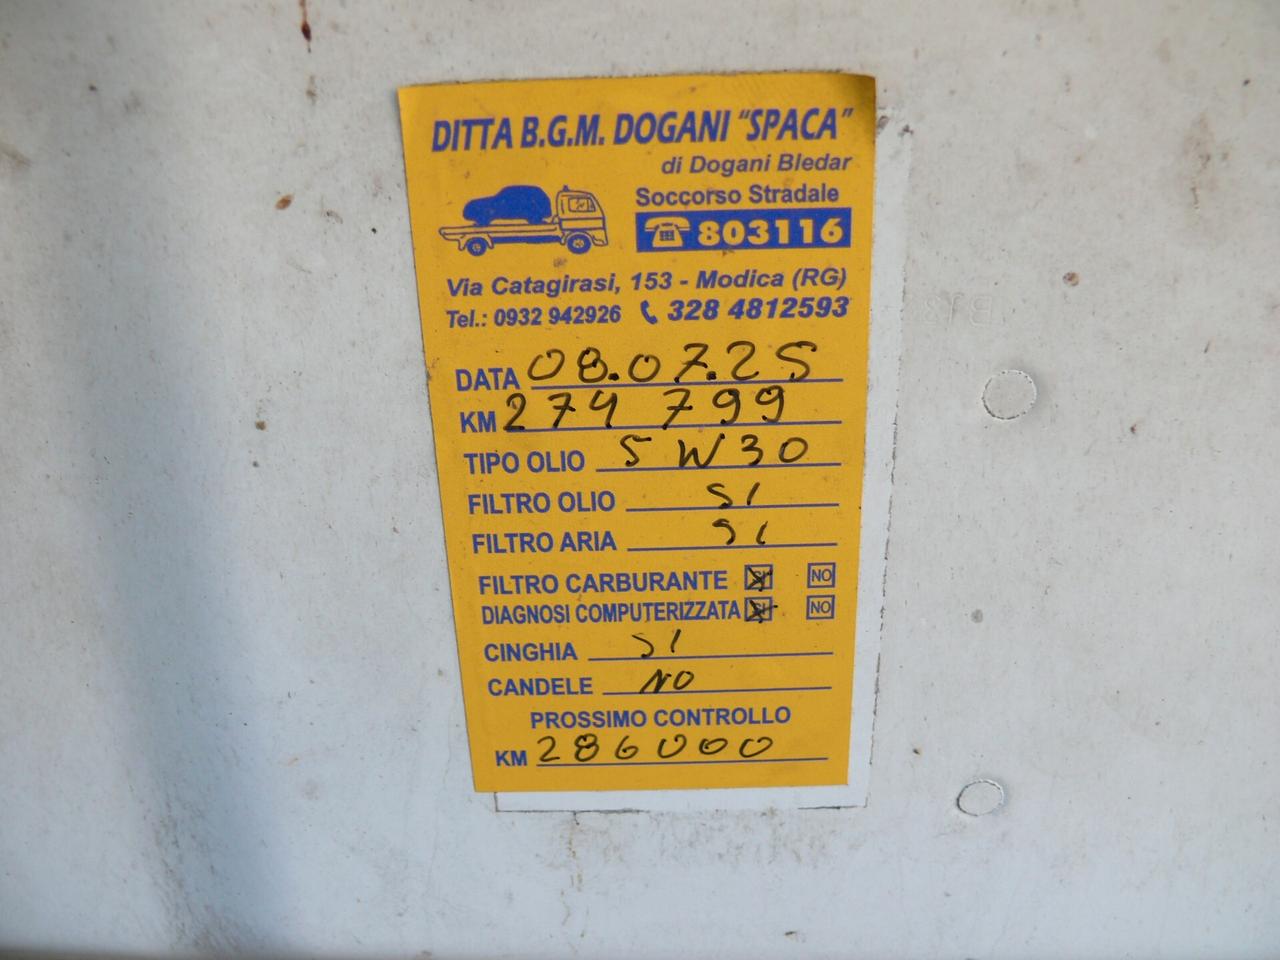 DITTA B.G.M. DOGANI "SPACA"
di Dogani Bledar
Soccorso Stradale
803116
Via Catagirasi, 153 - Modica (RG)
Tel.: 0932 942926 328 4812593
DATA 08.07.25
KM 274 799
TIPO OLIO 5W30
FILTRO OLIO SI
FILTRO ARIA SI
FILTRO CARBURANTE SI NO
DIAGNOSI COMPUTERIZZATA SI NO
CINGHIA SI
CANDELE NO
PROSSIMO CONTROLLO
KM 286000